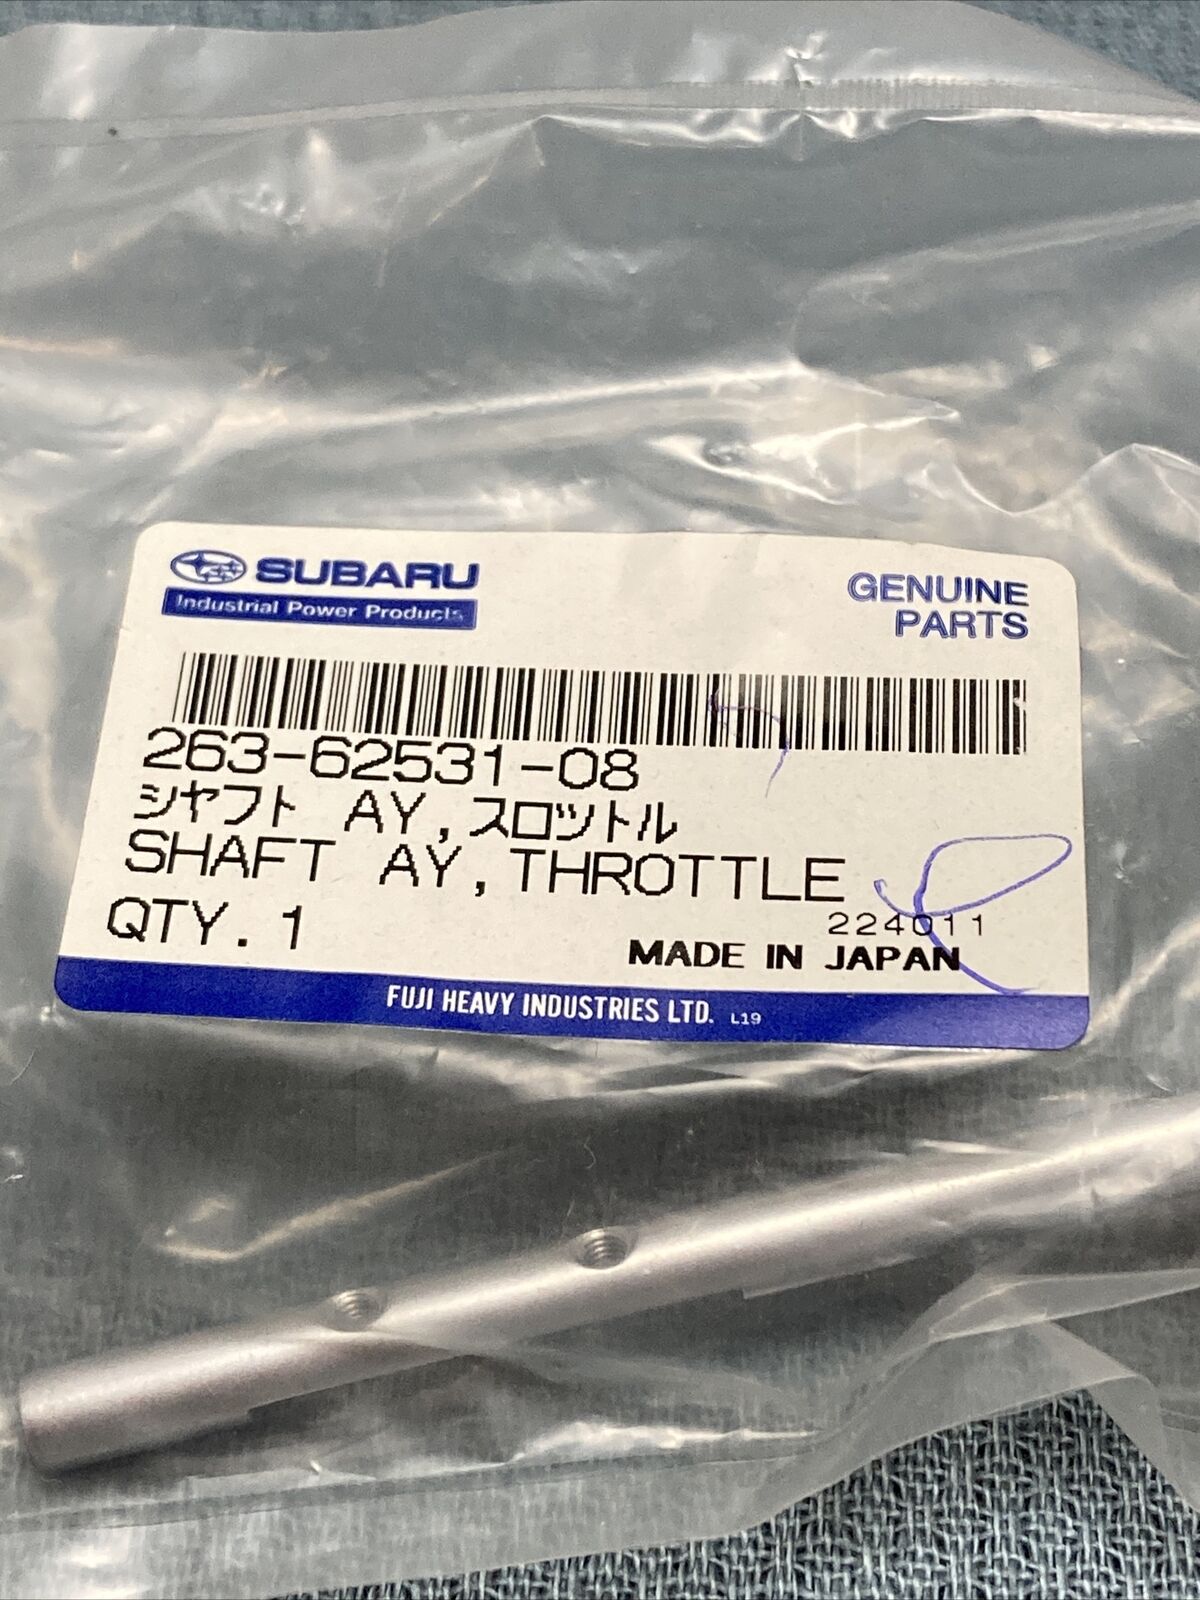 SUBARU
Industrial Power Products
GENUINE
PARTS
263-62531-08
シャフト AY,スロットル
SHAFT AY,THROTTLE
QTY.1
224011
MADE IN JAPAN
FUJI HEAVY INDUSTRIES LTD. L19